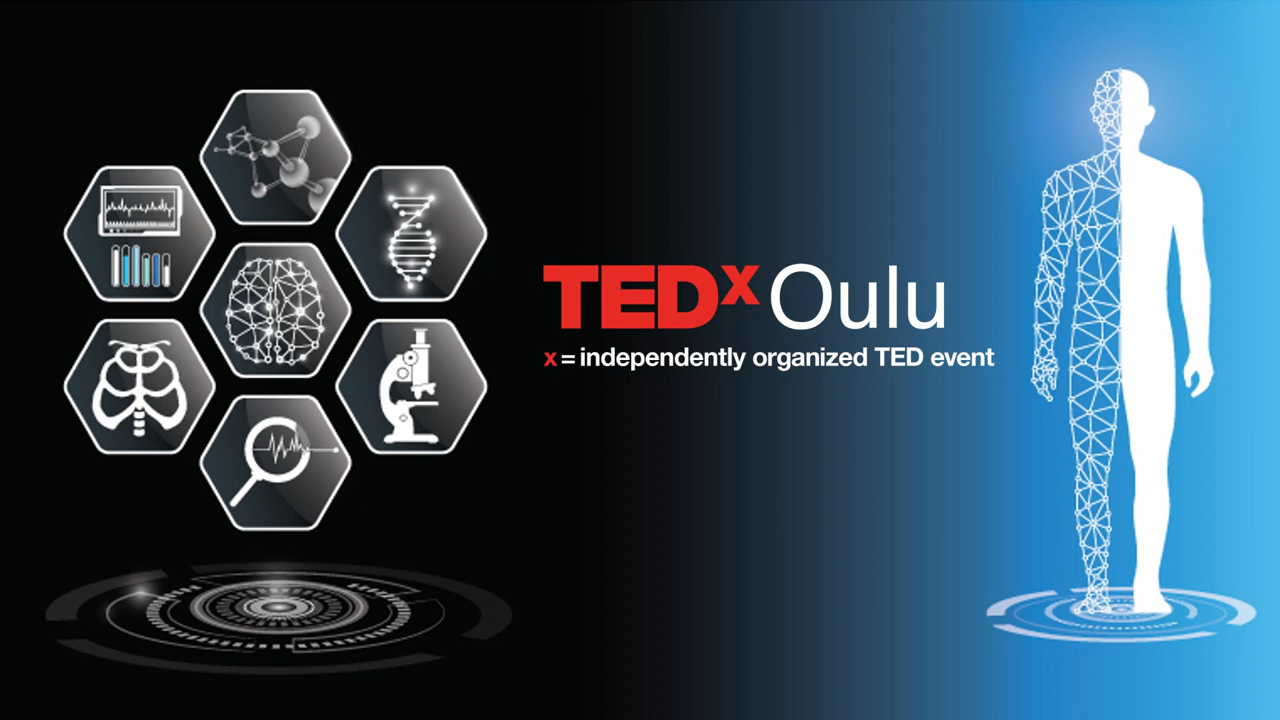 TEDx Oulu
x = independently organized TED event